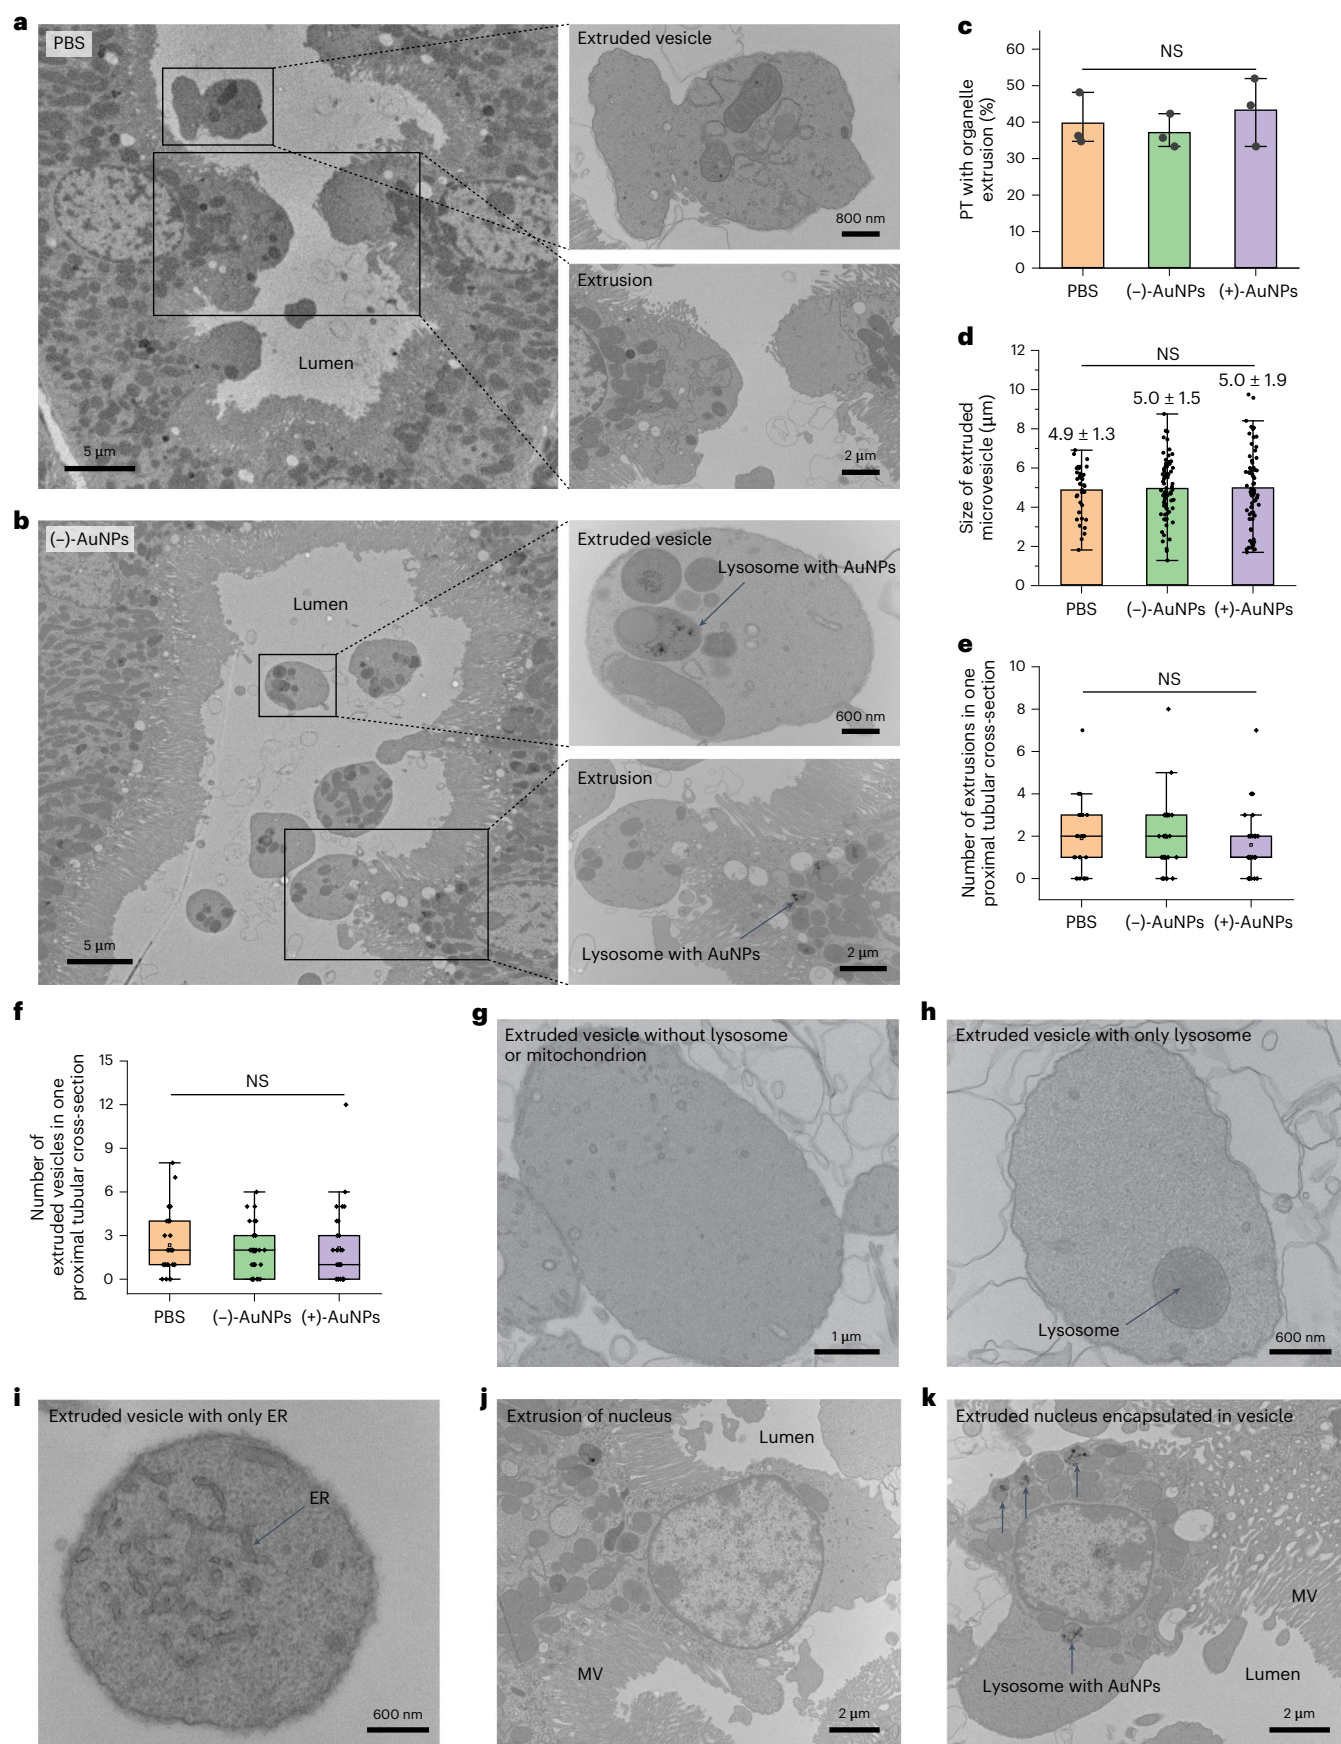 a
PBS
Lumen
5 μm
Extruded vesicle
800 nm
Extrusion
2 μm
b
(–)-AuNPs
Lumen
5 μm
Extruded vesicle
Lysosome with AuNPs
600 nm
Extrusion
Lysosome with AuNPs
2 μm
c
PT with organelle
extrusion (%)
60
50
40
30
20
10
0
NS
PBS
(–)-AuNPs
(+)-AuNPs
d
Size of extruded
microvesicle (μm)
12
10
8
6
4
2
0
NS
4.9 ± 1.3
5.0 ± 1.5
5.0 ± 1.9
PBS
(–)-AuNPs
(+)-AuNPs
e
Number of extrusions in one
proximal tubular cross-section
10
8
6
4
2
0
NS
PBS
(–)-AuNPs
(+)-AuNPs
f
Number of
extruded vesicles in one
proximal tubular cross-section
15
12
9
6
3
0
NS
PBS
(–)-AuNPs
(+)-AuNPs
g
Extruded vesicle without lysosome
or mitochondrion
1 μm
h
Extruded vesicle with only lysosome
Lysosome
600 nm
i
Extruded vesicle with only ER
ER
600 nm
j
Extrusion of nucleus
Lumen
MV
2 μm
k
Extruded nucleus encapsulated in vesicle
MV
Lysosome with AuNPs
Lumen
2 μm